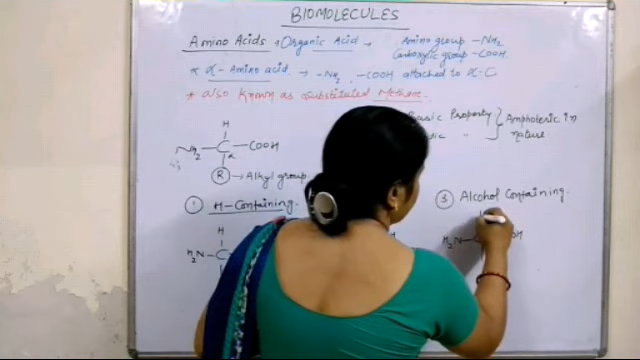 BIOMOLECULES
Amino Acids → Organic Acid → Amino group -NH2
Carboxylic group -COOH
* α-Amino acid → -NH2, -COOH attached to α-C.
* also known as substituted Methane.
Basic Property
Amphoteric in
nature
H
NH2 - C - COOH
α
R → Alkyl group
① H-Containing.
③ Alcohol Containing.
H
H
H2N - C
H2N -